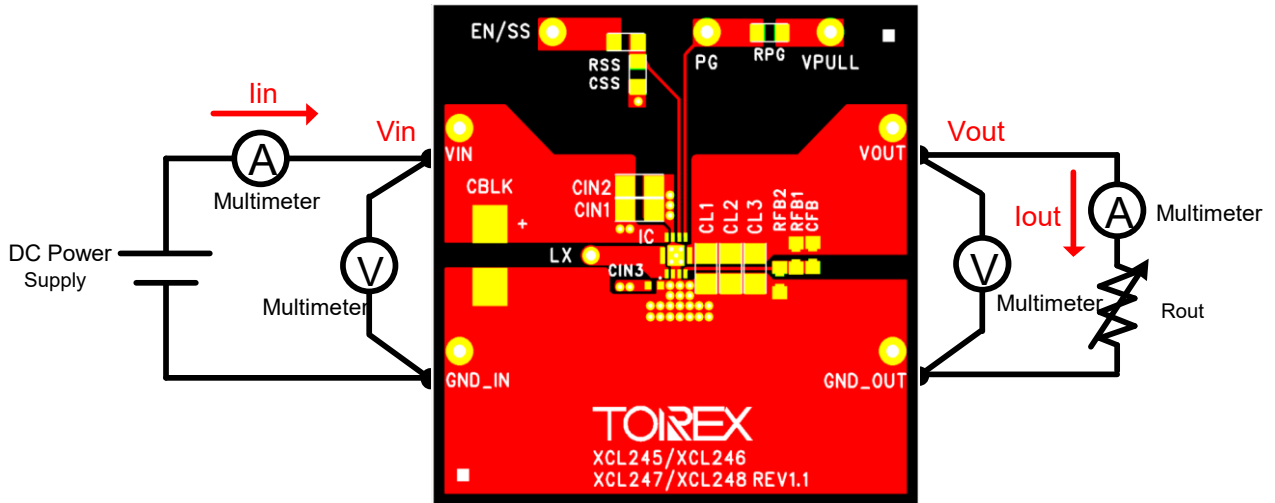 EN/SS
RSS
CSS
PG
RPG
VPULL
Iin
A
Multimeter
Vin
VIN
DC Power
Supply
V
Multimeter
CBLK
+
CIN2
CIN1
LX
IC
CIN3
CL1
CL2
CL3
RFB2
RFB1
CFB
VOUT
Vout
Iout
A
Multimeter
V
Multimeter
Rout
GND_IN
GND_OUT
TOIREX
XCL245/XCL246
XCL247/XCL248 REV1.1